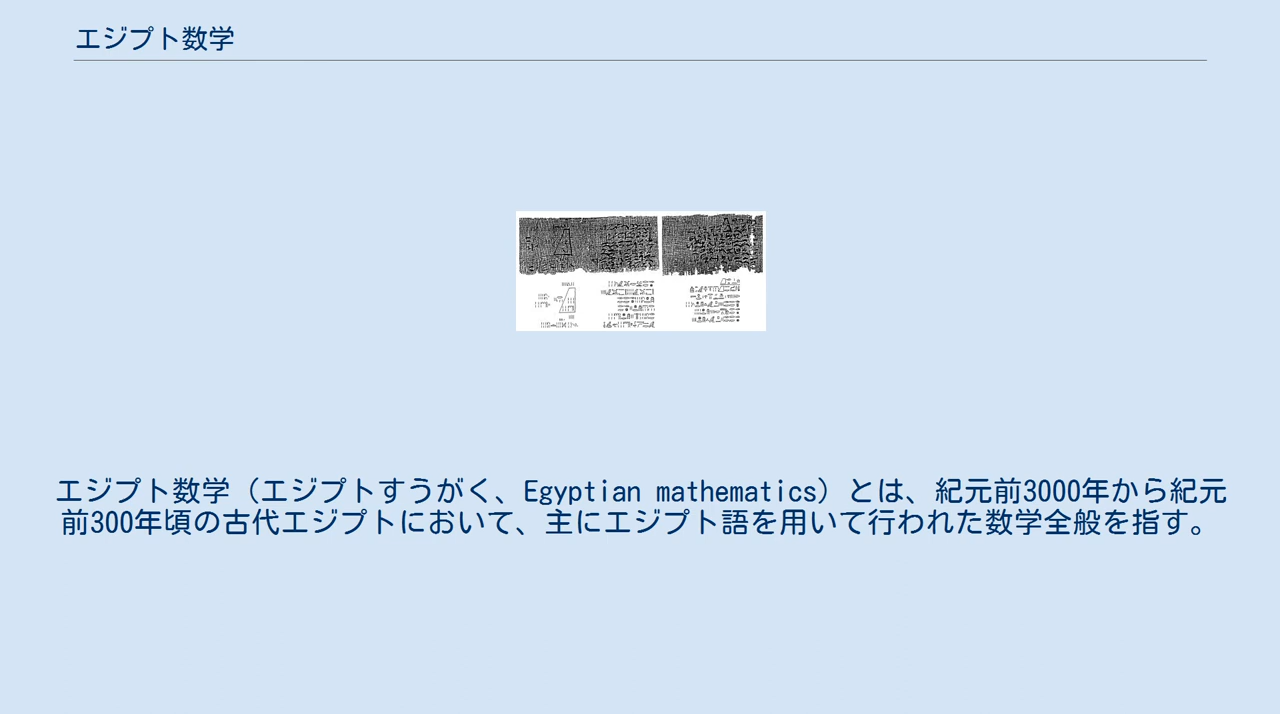 エジプト数学
エジプト数学（エジプトすうがく、Egyptian mathematics）とは、紀元前3000年から紀元
前300年頃の古代エジプトにおいて、主にエジプト語を用いて行われた数学全般を指す。